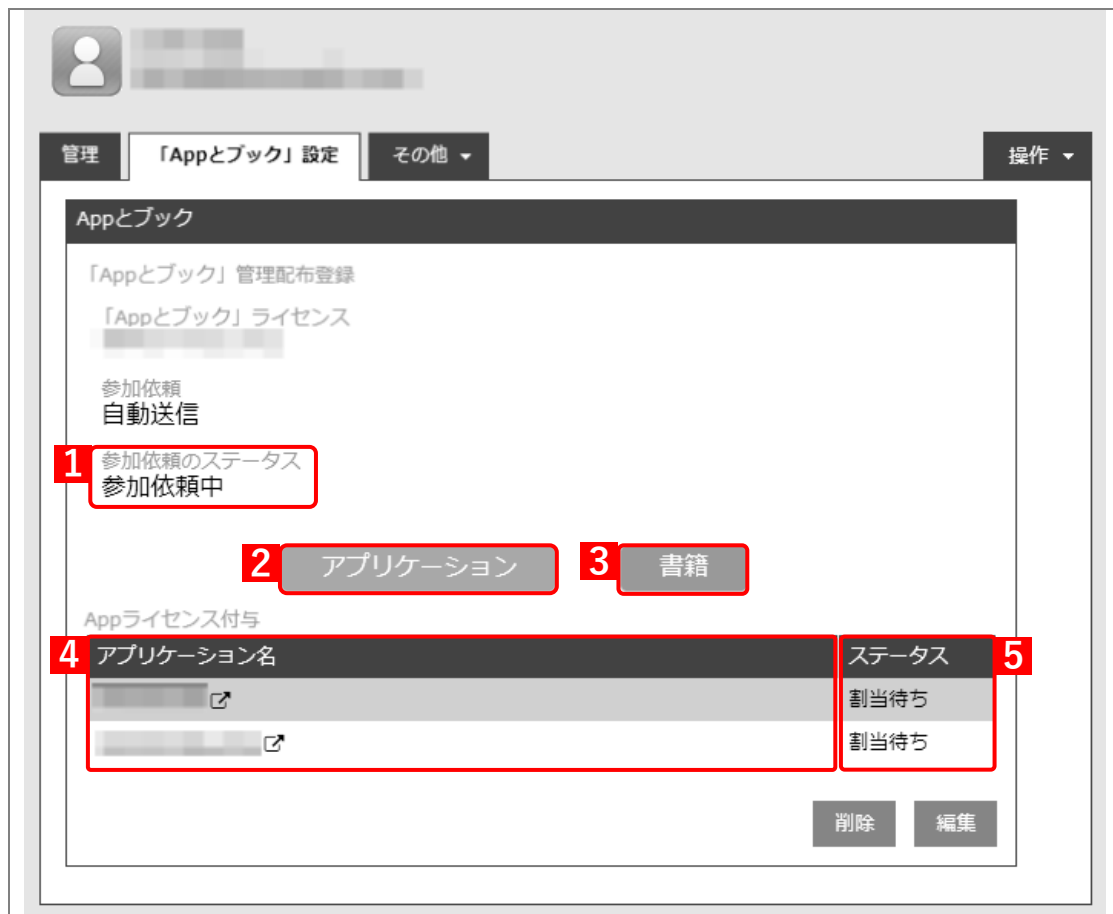 管理 「Appとブック」設定 その他 操作
Appとブック
「Appとブック」管理配布登録
「Appとブック」ライセンス
参加依頼
自動送信
1 参加依頼のステータス
参加依頼中
2 アプリケーション 3 書籍
Appライセンス付与
4 アプリケーション名 ステータス 5
割当待ち
割当待ち
削除 編集